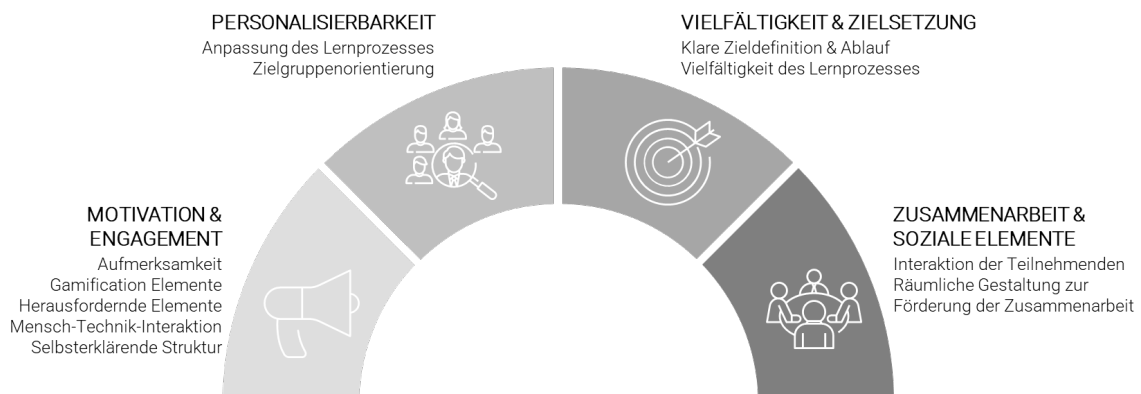 PERSONALISIERBARKEIT
Anpassung des Lernprozesses
Zielgruppenorientierung
VIELFÄLTIGKEIT & ZIELSETZUNG
Klare Zieldefinition & Ablauf
Vielfältigkeit des Lernprozesses
MOTIVATION &
ENGAGEMENT
Aufmerksamkeit
Gamification Elemente
Herausfordernde Elemente
Mensch-Technik-Interaktion
Selbsterklärende Struktur
ZUSAMMENARBEIT &
SOZIALE ELEMENTE
Interaktion der Teilnehmenden
Räumliche Gestaltung zur
Förderung der Zusammenarbeit